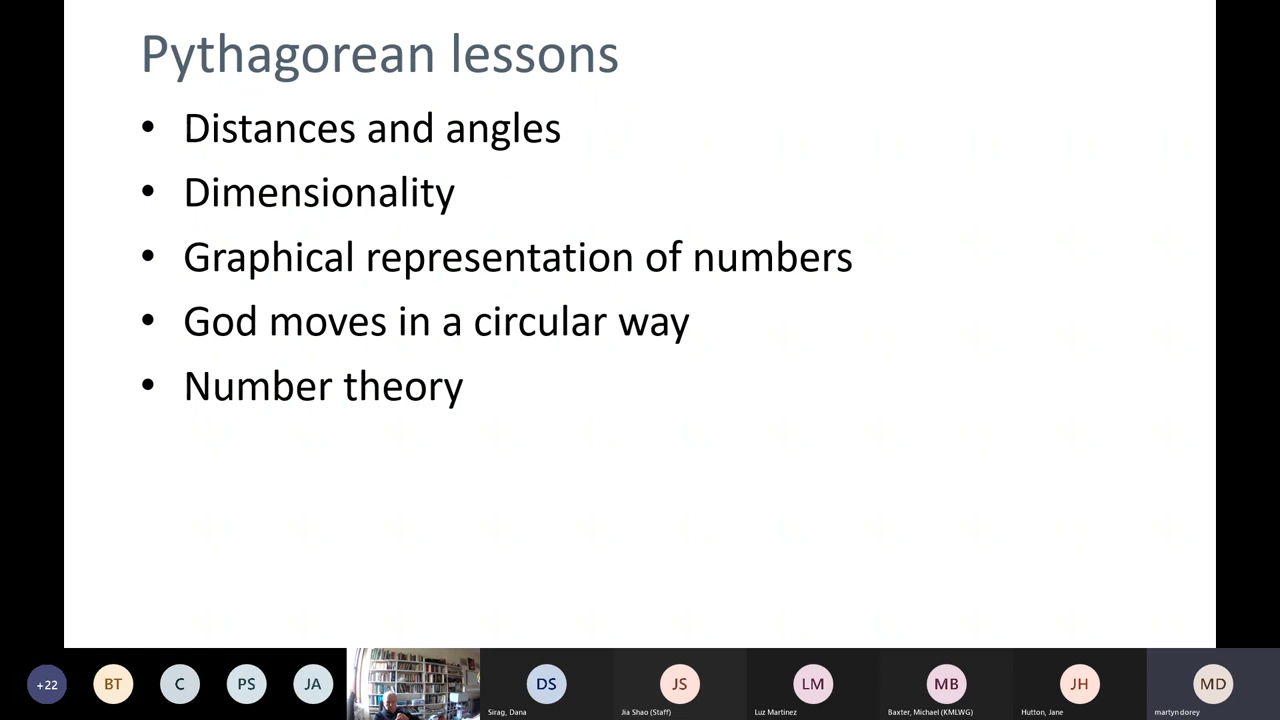 Pythagorean lessons
• Distances and angles
• Dimensionality
• Graphical representation of numbers
• God moves in a circular way
• Number theory
+22
BT
C
PS
JA
DS
JS
LM
MB
JH
MD
Sirag, Dana
Jia Shao (Staff)
Luz Martinez
Baxter, Michael (KMLWG)
Hutton, Jane
martyn dorey